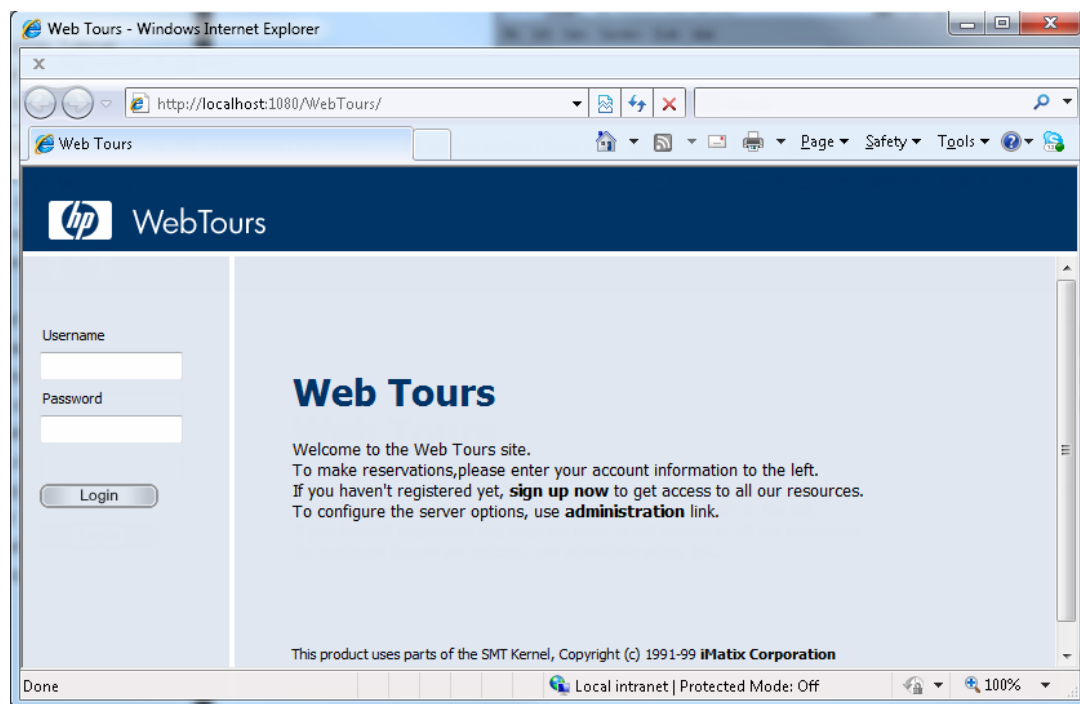 Web Tours - Windows Internet Explorer
x
http://localhost:1080/WebTours/
Web Tours
Page Safety Tools
hp WebTours
Username
Password
Login
Web Tours
Welcome to the Web Tours site.
To make reservations,please enter your account information to the left.
If you haven't registered yet, sign up now to get access to all our resources.
To configure the server options, use administration link.
This product uses parts of the SMT Kernel, Copyright (c) 1991-99 iMatix Corporation
Done
Local intranet | Protected Mode: Off
100%